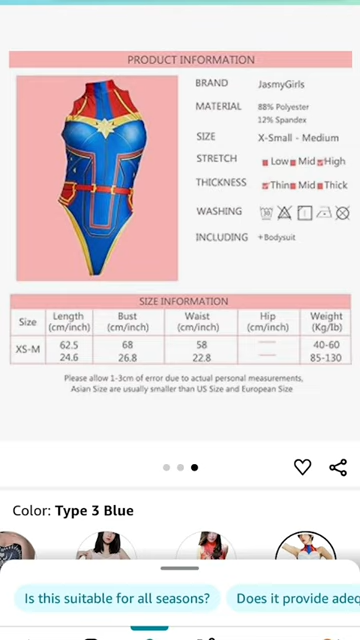 PRODUCT INFORMATION
BRAND JasmyGirls
MATERIAL 88% Polyester
12% Spandex
SIZE X-Small - Medium
STRETCH Low Mid High
THICKNESS Thin Mid Thick
WASHING
INCLUDING +Bodysuit
SIZE INFORMATION
Size Length (cm/inch) Bust (cm/inch) Waist (cm/inch) Hip (cm/inch) Weight (Kg/lb)
XS-M 62.5 68 58 40-60
24.6 26.8 22.8 85-130
Please allow 1-3cm of error due to actual personal measurements,
Asian Size are usually smaller than US Size and European Size
Color: Type 3 Blue
Is this suitable for all seasons? Does it provide adeq